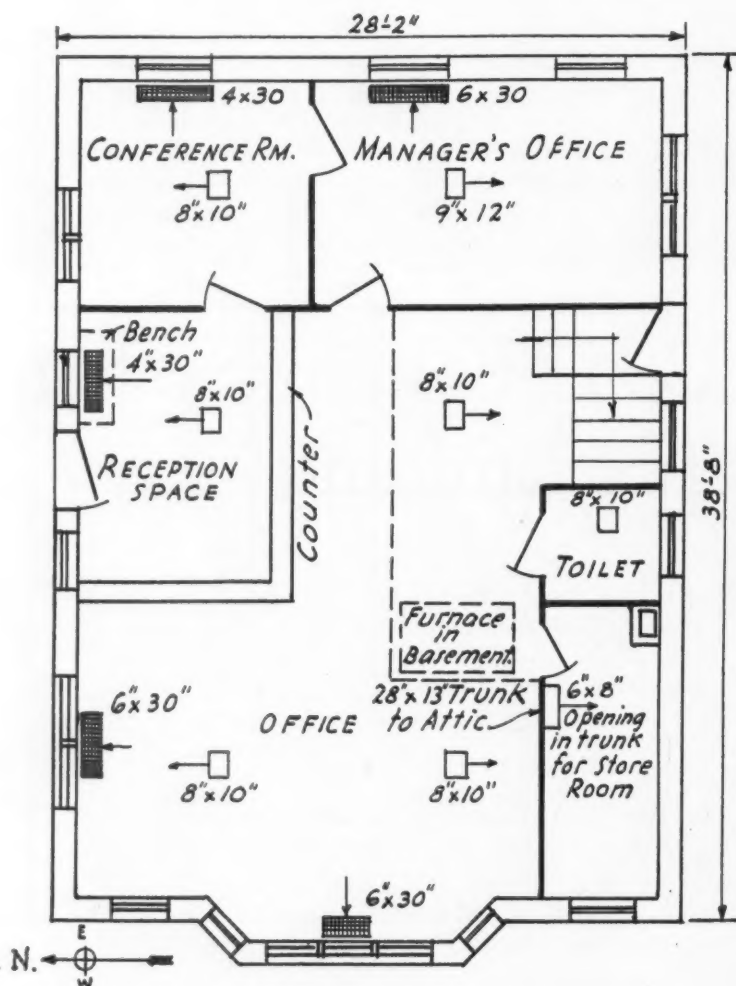 28'-2"
4x30
6x30
CONFERENCE RM.
MANAGER'S OFFICE
8"x10"
9"x12"
Bench
4"x30"
8"x10"
8"x10"
RECEPTION
SPACE
Counter
38'-8"
8"x10"
TOILET
Furnace
in
Basement.
6"x30"
OFFICE
28"x13" Trunk
to Attic
6"x8"
Opening
in trunk
for Store
Room
8"x10"
8"x10"
6"x30"
E
N.
W